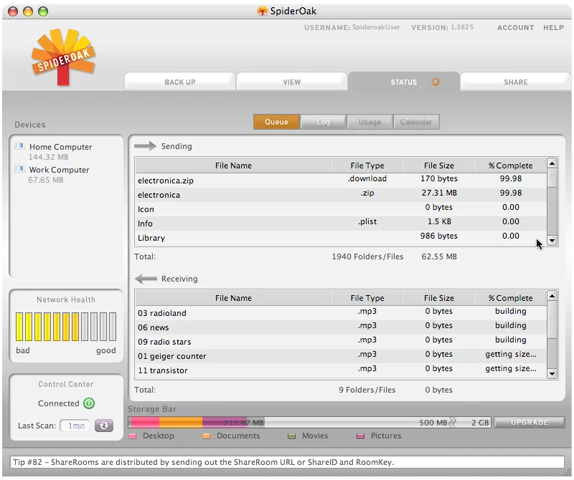 SpiderOak
USERNAME: SpideroakUser VERSION: 1.3825 ACCOUNT HELP
SPIDEROAK
BACK UP VIEW STATUS SHARE
Queue Log Usage Calendar
Devices
Home Computer
144.32 MB
Work Computer
67.65 MB
Sending
File Name File Type File Size % Complete
electronica.zip .download 170 bytes 99.98
electronica .zip 27.31 MB 99.98
Icon 0 bytes 0.00
Info .plist 1.5 KB 0.00
Library 986 bytes 0.00
Total: 1940 Folders/Files 62.55 MB
Receiving
File Name File Type File Size % Complete
03 radioland .mp3 0 bytes building
06 news .mp3 0 bytes building
09 radio stars .mp3 0 bytes building
01 geiger counter .mp3 0 bytes getting size...
11 transistor .mp3 0 bytes getting size...
Total: 9 Folders/Files 0 bytes
Network Health
bad good
Control Center
Connected
Last Scan: 1min
Storage Bar
500 MB 2 GB UPGRADE
Desktop Documents Movies Pictures
Tip #82 - ShareRooms are distributed by sending out the ShareRoom URL or ShareID and RoomKey.